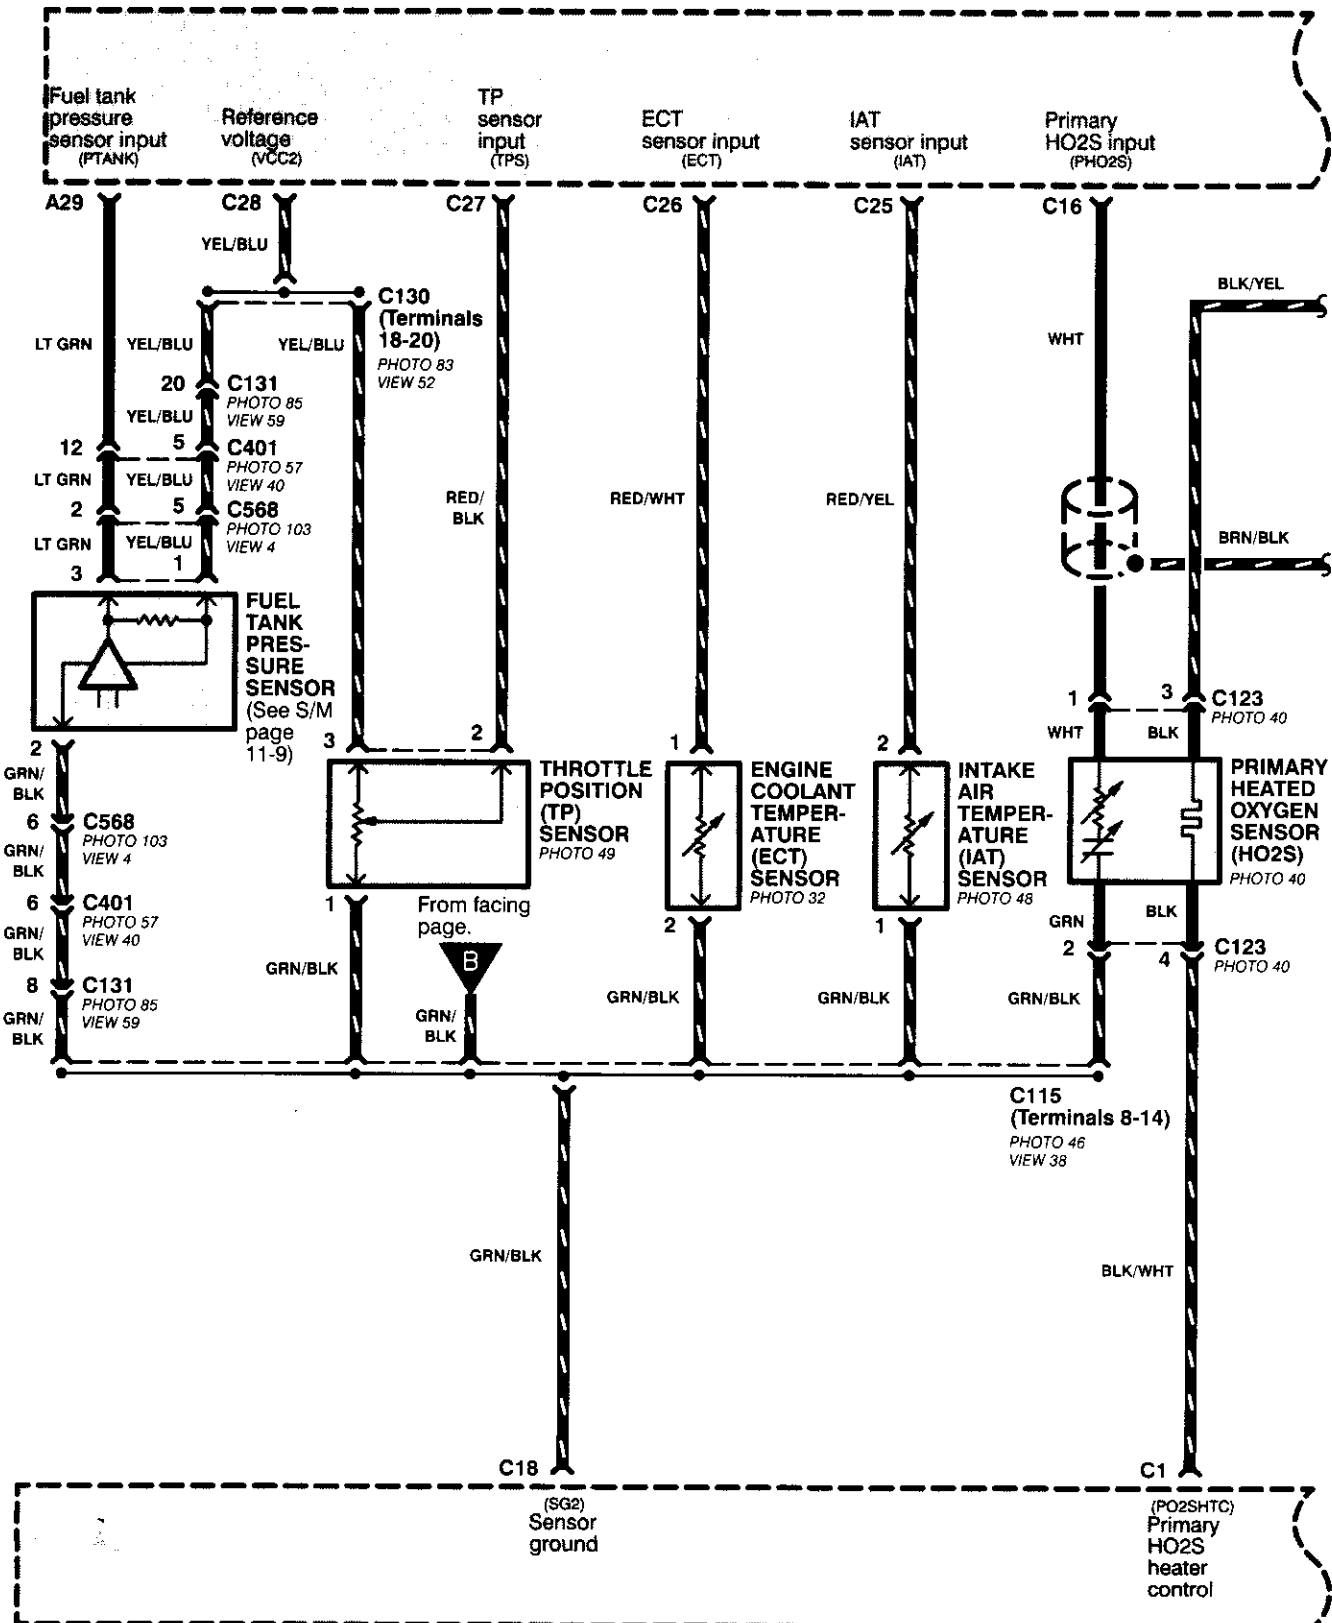 Fuel tank
pressure
sensor input
(PTANK)
Reference
voltage
(VCC2)
TP
sensor
input
(TPS)
ECT
sensor input
(ECT)
IAT
sensor input
(IAT)
Primary
HO2S input
(PHO2S)
A29
C28
C27
C26
C25
C16
YEL/BLU
BLK/YEL
C130
(Terminals
18-20)
PHOTO 83
VIEW 52
LT GRN
YEL/BLU
YEL/BLU
WHT
20
C131
PHOTO 85
VIEW 59
YEL/BLU
12
5
C401
PHOTO 57
VIEW 40
LT GRN
YEL/BLU
2
5
C568
PHOTO 103
VIEW 4
LT GRN
YEL/BLU
3
1
RED/
BLK
RED/WHT
RED/YEL
BRN/BLK
FUEL
TANK
PRES-
SURE
SENSOR
(See S/M
page
11-9)
1
3
C123
PHOTO 40
WHT
BLK
2
3
2
1
2
GRN/
BLK
6
C568
PHOTO 103
VIEW 4
GRN/
BLK
6
C401
PHOTO 57
VIEW 40
GRN/
BLK
8
C131
PHOTO 85
VIEW 59
GRN/
BLK
THROTTLE
POSITION
(TP)
SENSOR
PHOTO 49
ENGINE
COOLANT
TEMPER-
ATURE
(ECT)
SENSOR
PHOTO 32
INTAKE
AIR
TEMPER-
ATURE
(IAT)
SENSOR
PHOTO 48
PRIMARY
HEATED
OXYGEN
SENSOR
(HO2S)
PHOTO 40
1
From facing
page.
B
2
1
GRN
BLK
2
4
C123
PHOTO 40
GRN/BLK
GRN/
BLK
GRN/BLK
GRN/BLK
GRN/BLK
C115
(Terminals 8-14)
PHOTO 46
VIEW 38
GRN/BLK
BLK/WHT
C18
C1
(SG2)
Sensor
ground
(PO2SHTC)
Primary
HO2S
heater
control